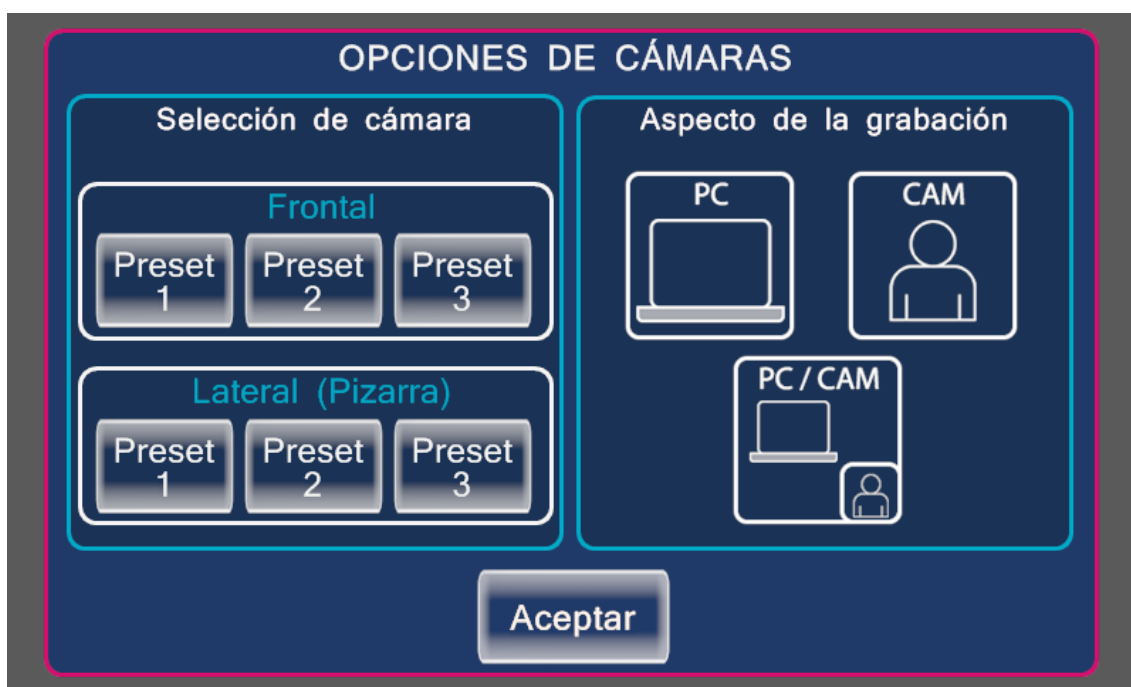 OPCIONES DE CÁMARAS
Selección de cámara
Frontal
Preset
1
Preset
2
Preset
3
Lateral (Pizarra)
Preset
1
Preset
2
Preset
3
Aspecto de la grabación
PC
CAM
PC / CAM
Aceptar